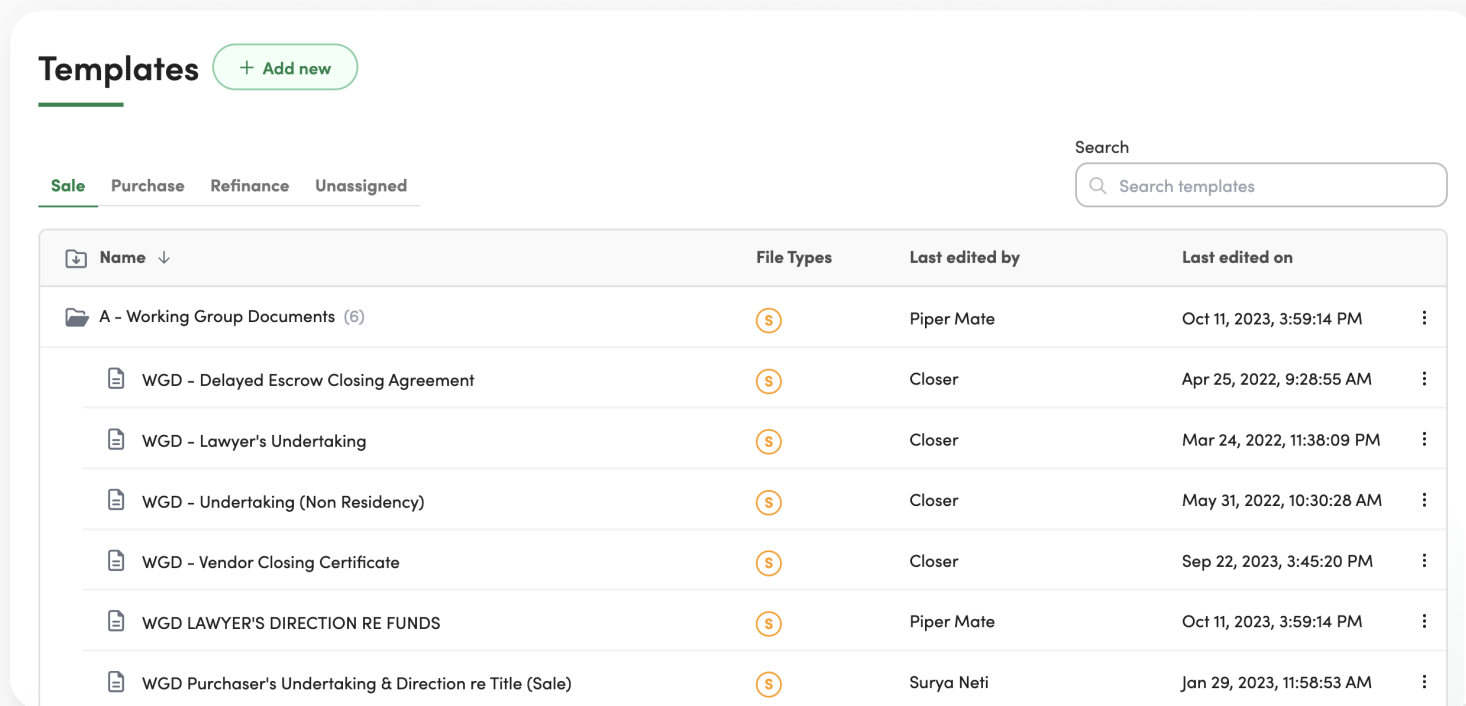 Templates + Add new
Search
Sale Purchase Refinance Unassigned
Search templates
Name ↓ File Types Last edited by Last edited on
A - Working Group Documents (6) S Piper Mate Oct 11, 2023, 3:59:14 PM
WGD - Delayed Escrow Closing Agreement S Closer Apr 25, 2022, 9:28:55 AM
WGD - Lawyer's Undertaking S Closer Mar 24, 2022, 11:38:09 PM
WGD - Undertaking (Non Residency) S Closer May 31, 2022, 10:30:28 AM
WGD - Vendor Closing Certificate S Closer Sep 22, 2023, 3:45:20 PM
WGD LAWYER'S DIRECTION RE FUNDS S Piper Mate Oct 11, 2023, 3:59:14 PM
WGD Purchaser's Undertaking & Direction re Title (Sale) S Surya Neti Jan 29, 2023, 11:58:53 AM